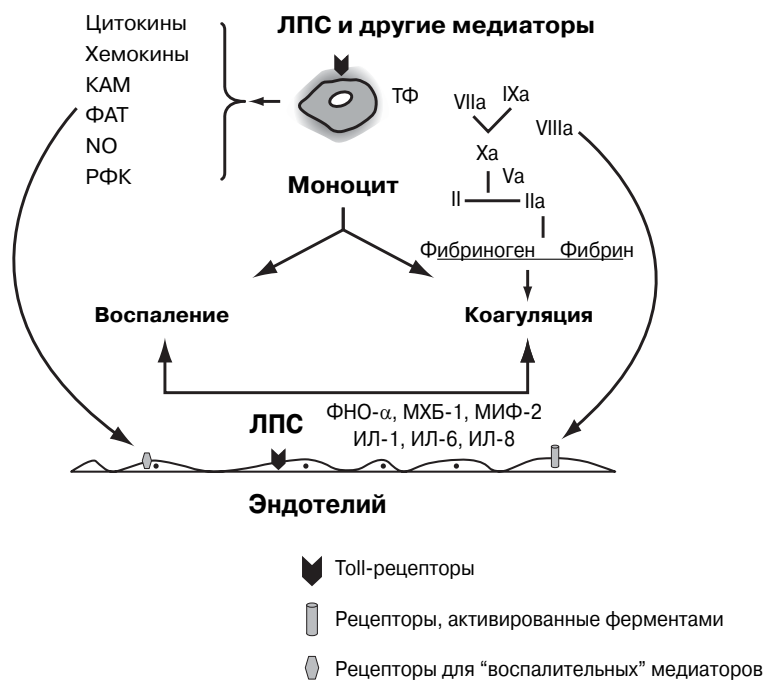 Цитокины
Хемокины
КАМ
ФАТ
NO
РФК
ЛПС и другие медиаторы
ТФ
Моноцит
VIIa
IXa
VIIIa
Xa
Va
II
IIa
Фибриноген Фибрин
Воспаление
Коагуляция
ФНО-α, МХБ-1, МИФ-2
ИЛ-1, ИЛ-6, ИЛ-8
ЛПС
Эндотелий
Toll-рецепторы
Рецепторы, активированные ферментами
Рецепторы для “воспалительных” медиаторов